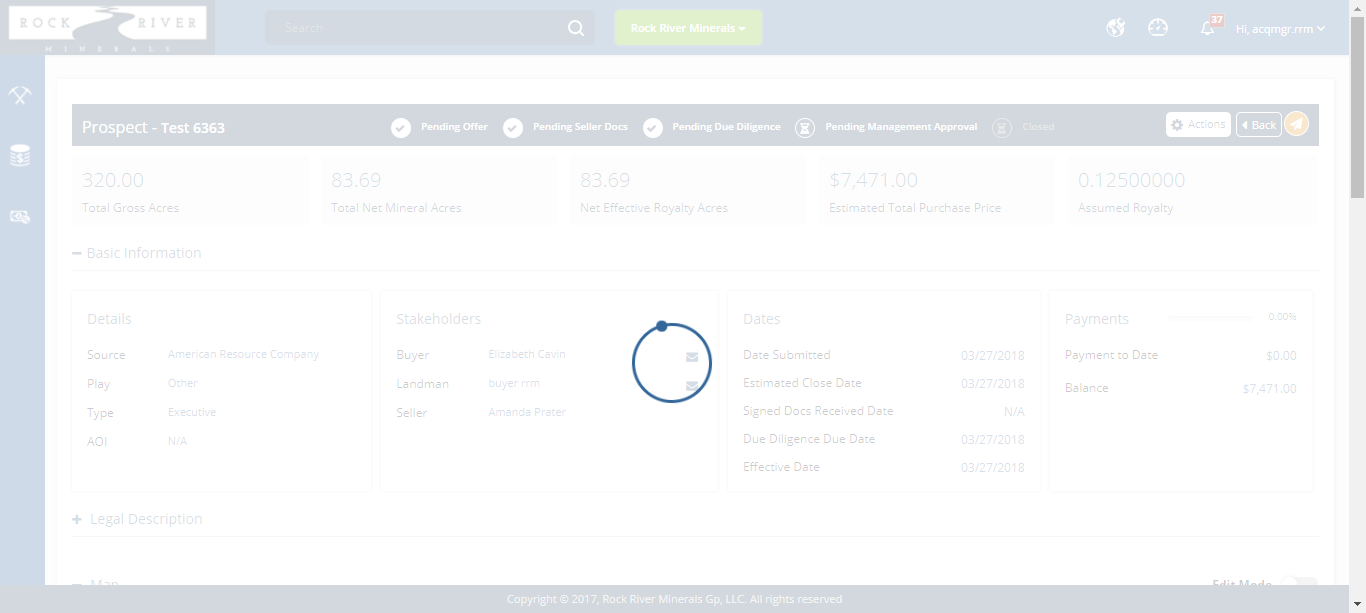 ROCK RIVER
MINERALS
Search
Rock River Minerals
37
Hi, acqmgr.rrm
Prospect - Test 6363
Pending Offer
Pending Seller Docs
Pending Due Diligence
Pending Management Approval
Closed
Actions
Back
320.00
Total Gross Acres
83.69
Total Net Mineral Acres
83.69
Net Effective Royalty Acres
$7,471.00
Estimated Total Purchase Price
0.12500000
Assumed Royalty
Basic Information
Details
Source American Resource Company
Play Other
Type Executive
AOI N/A
Stakeholders
Buyer Elizabeth Cavin
Landman buyer rrm
Seller Amanda Prater
Dates
Date Submitted 03/27/2018
Estimated Close Date 03/27/2018
Signed Docs Received Date N/A
Due Diligence Due Date 03/27/2018
Effective Date 03/27/2018
Payments 0.00%
Payment to Date $0.00
Balance $7,471.00
Legal Description
Map
Edit Mode
Copyright © 2017, Rock River Minerals Gp, LLC. All rights reserved